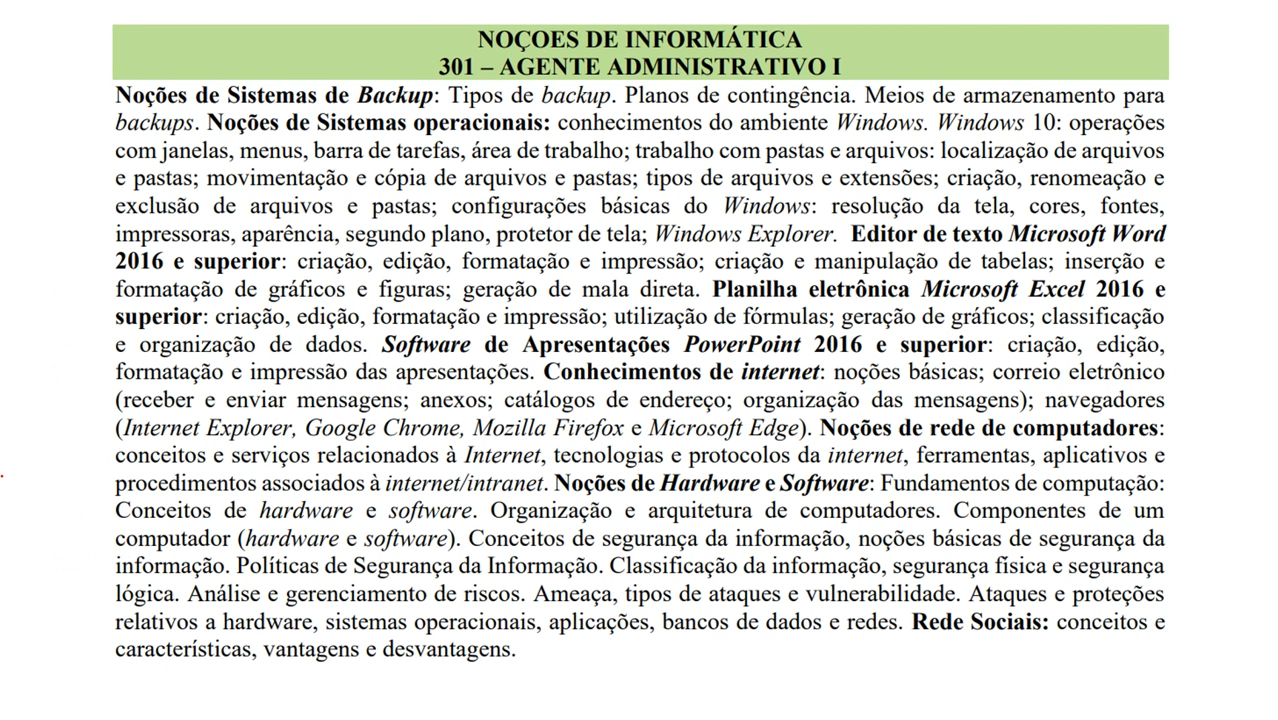 NOÇOES DE INFORMÁTICA
301 – AGENTE ADMINISTRATIVO I
Noções de Sistemas de Backup: Tipos de backup. Planos de contingência. Meios de armazenamento para
backups. Noções de Sistemas operacionais: conhecimentos do ambiente Windows. Windows 10: operações
com janelas, menus, barra de tarefas, área de trabalho; trabalho com pastas e arquivos: localização de arquivos
e pastas; movimentação e cópia de arquivos e pastas; tipos de arquivos e extensões; criação, renomeação e
exclusão de arquivos e pastas; configurações básicas do Windows: resolução da tela, cores, fontes,
impressoras, aparência, segundo plano, protetor de tela; Windows Explorer. Editor de texto Microsoft Word
2016 e superior: criação, edição, formatação e impressão; criação e manipulação de tabelas; inserção e
formatação de gráficos e figuras; geração de mala direta. Planilha eletrônica Microsoft Excel 2016 e
superior: criação, edição, formatação e impressão; utilização de fórmulas; geração de gráficos; classificação
e organização de dados. Software de Apresentações PowerPoint 2016 e superior: criação, edição,
formatação e impressão das apresentações. Conhecimentos de internet: noções básicas; correio eletrônico
(receber e enviar mensagens; anexos; catálogos de endereço; organização das mensagens); navegadores
(Internet Explorer, Google Chrome, Mozilla Firefox e Microsoft Edge). Noções de rede de computadores:
conceitos e serviços relacionados à Internet, tecnologias e protocolos da internet, ferramentas, aplicativos e
procedimentos associados à internet/intranet. Noções de Hardware e Software: Fundamentos de computação:
Conceitos de hardware e software. Organização e arquitetura de computadores. Componentes de um
computador (hardware e software). Conceitos de segurança da informação, noções básicas de segurança da
informação. Políticas de Segurança da Informação. Classificação da informação, segurança física e segurança
lógica. Análise e gerenciamento de riscos. Ameaça, tipos de ataques e vulnerabilidade. Ataques e proteções
relativos a hardware, sistemas operacionais, aplicações, bancos de dados e redes. Rede Sociais: conceitos e
características, vantagens e desvantagens.